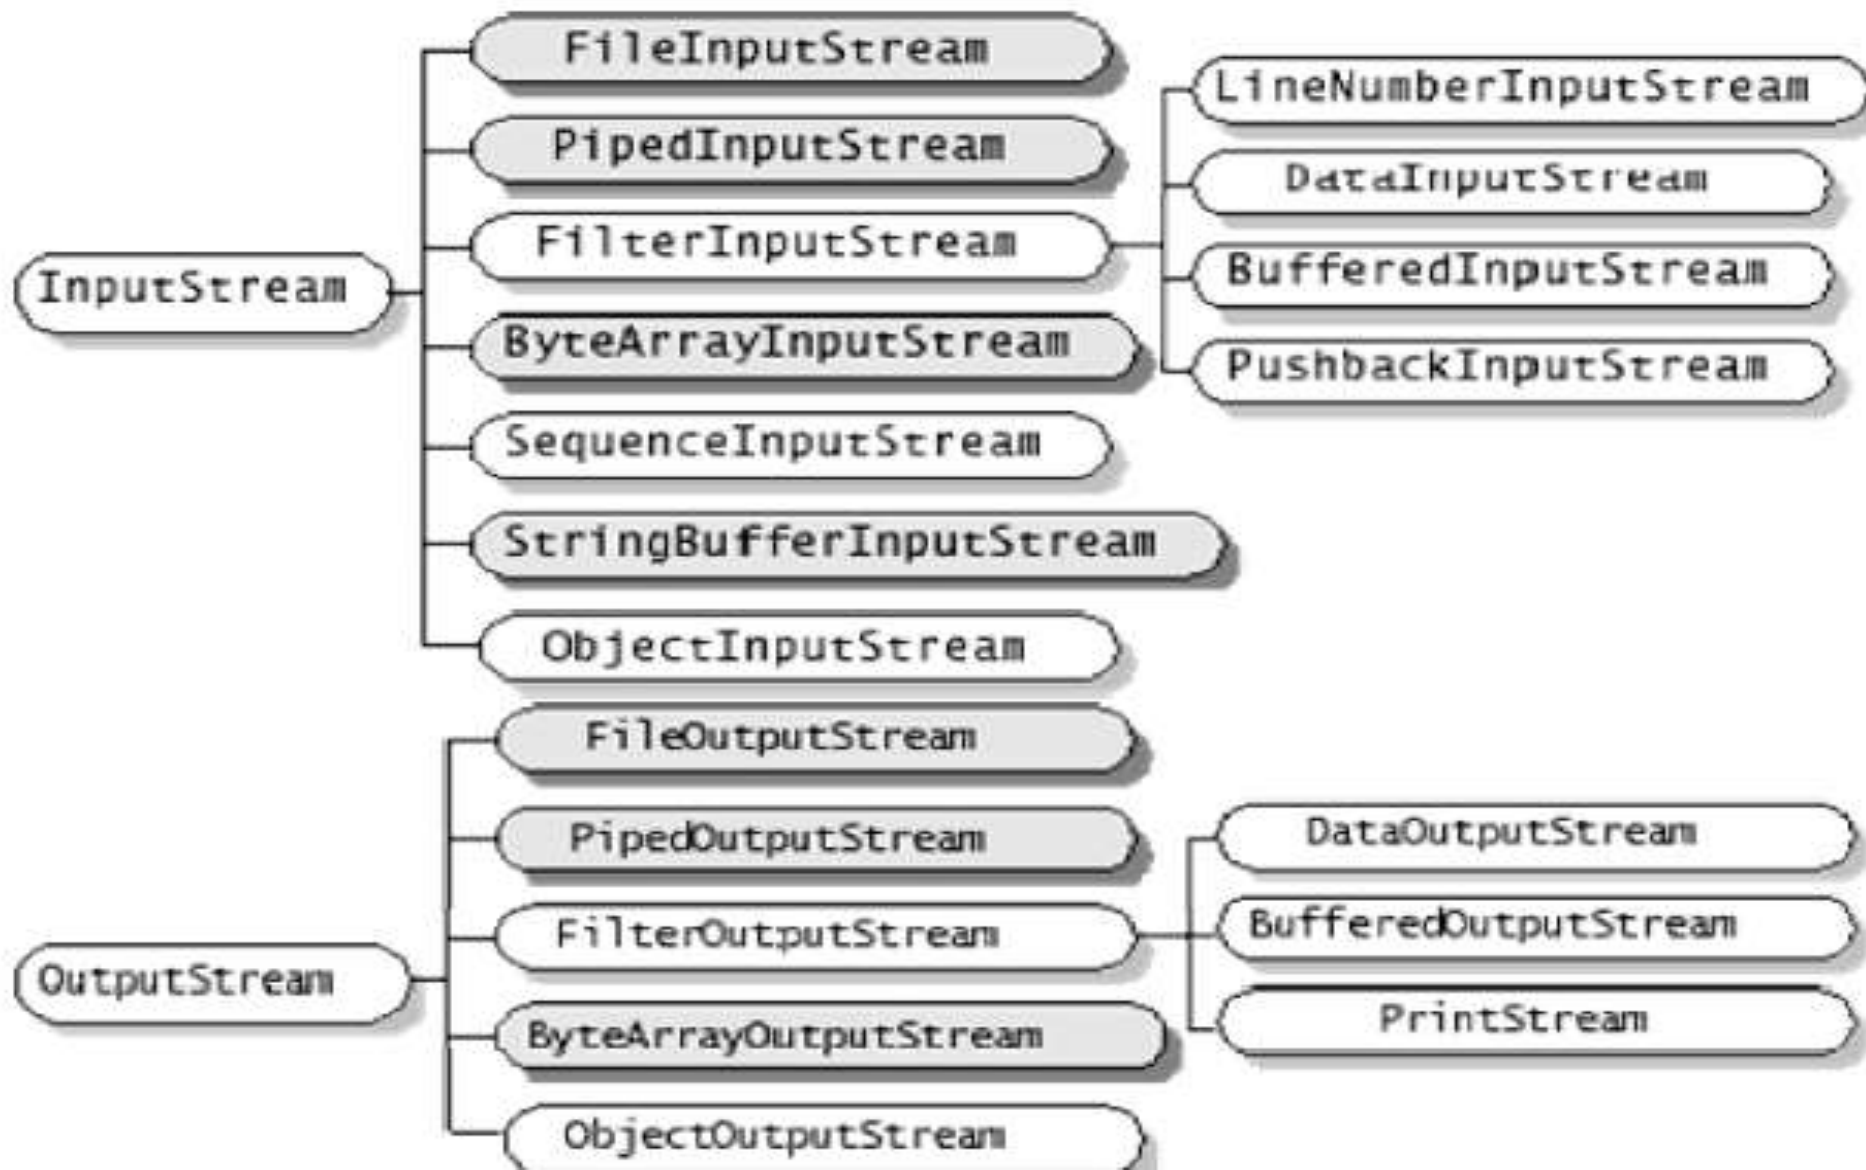 FileInputStream
LineNumberInputStream
PipedInputStream
DataInputStream
FilterInputStream
BufferedInputStream
InputStream
ByteArrayInputStream
PushbackInputStream
SequenceInputStream
StringBufferInputStream
ObjectInputStream
FileOutputStream
PipedOutputStream
DataOutputStream
FilterOutputStream
BufferedOutputStream
OutputStream
ByteArrayOutputStream
PrintStream
ObjectOutputStream